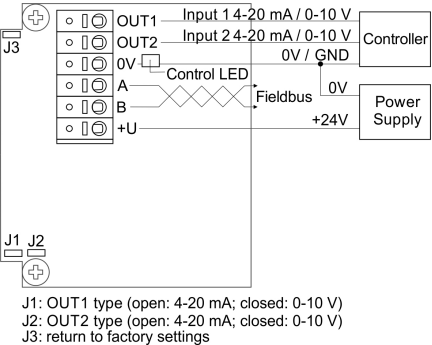 OUT1 Input 1 4-20 mA / 0-10 V
OUT2 Input 2 4-20 mA / 0-10 V
Controller
J3
0V 0V / GND
Control LED
A
Fieldbus
B
0V
Power
Supply
+U +24V
J1 J2
J1: OUT1 type (open: 4-20 mA; closed: 0-10 V)
J2: OUT2 type (open: 4-20 mA; closed: 0-10 V)
J3: return to factory settings